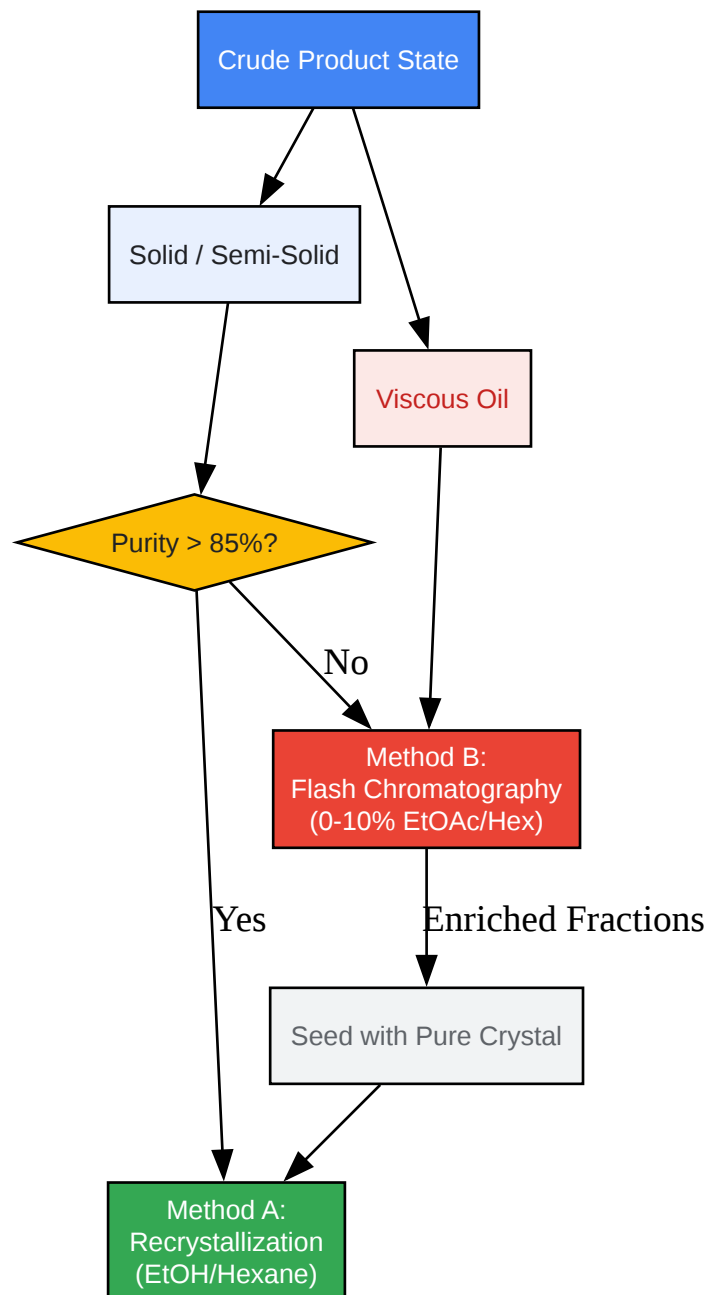 Crude Product State
Solid / Semi-Solid
Viscous Oil
Purity > 85%?
No
Method B:
Flash Chromatography
(0-10% EtOAc/Hex)
Yes
Enriched Fractions
Seed with Pure Crystal
Method A:
Recrystallization
(EtOH/Hexane)